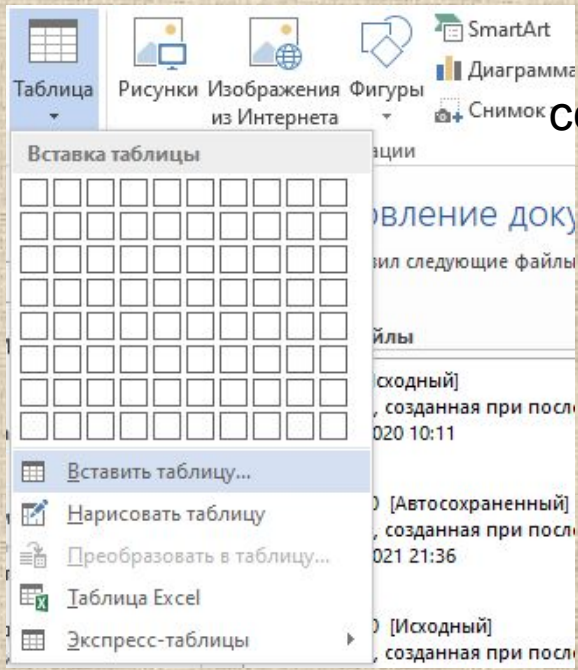 SmartArt
Диаграмма
Снимок
Таблица
Рисунки
Изображения
из Интернета
Фигуры
Вставка таблицы
Вставить таблицу...
Нарисовать таблицу
Преобразовать в таблицу...
Таблица Excel
Экспресс-таблицы
ации
овление доку
вил следующие файлы
йлы
сходный]
, созданная при посл
020 10:11
[Автосохраненный]
, созданная при посл
021 21:36
[Исходный]
, созданная при посл